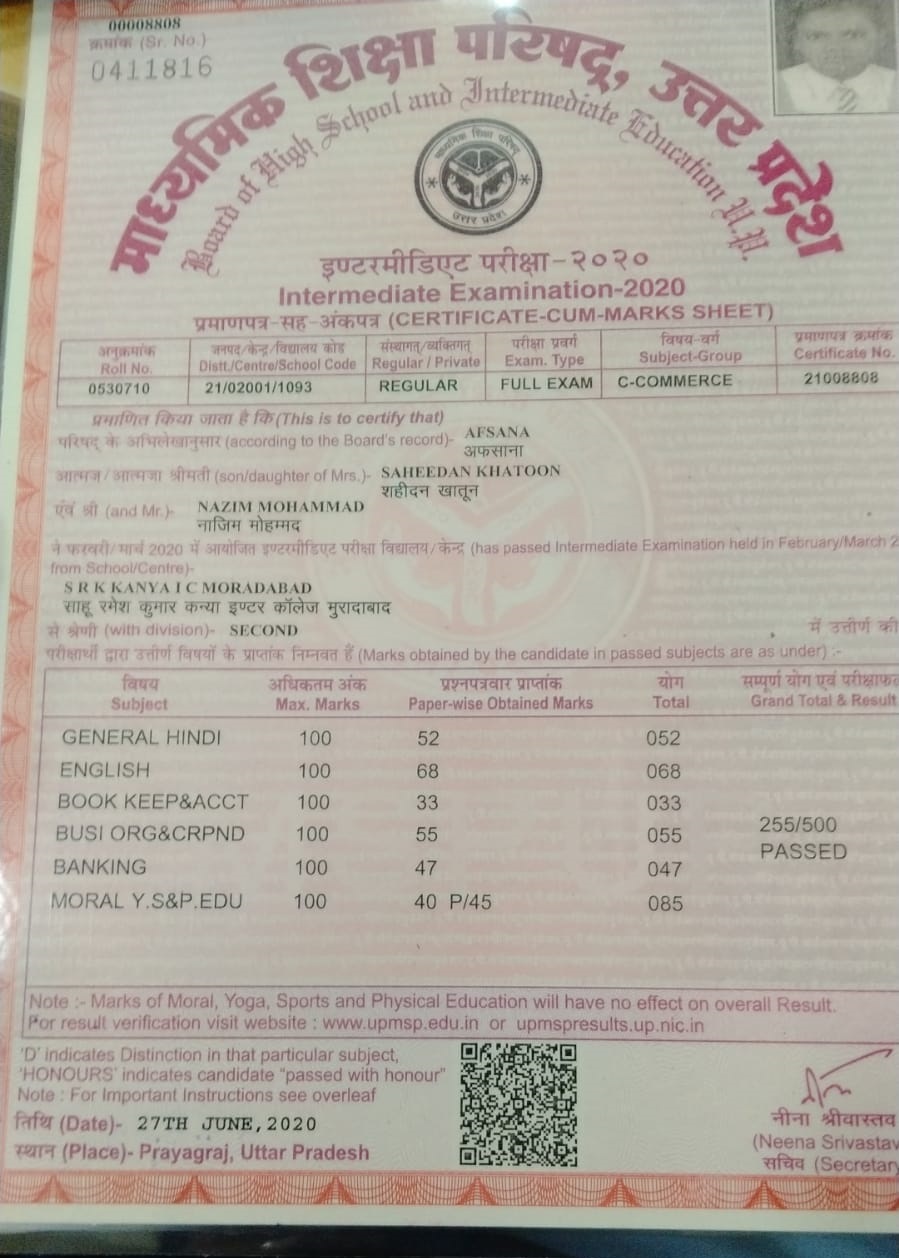 00008808
क्रमांक (Sr. No.)
0411816
माध्यमिक शिक्षा परिषद्, उत्तर प्रदेश
Board of High School and Intermediate Education U.P.
माध्यमिक शिक्षा परिषद्
उत्तर प्रदेश
इण्टरमीडिएट परीक्षा-२०२०
Intermediate Examination-2020
प्रमाणपत्र-सह-अंकपत्र (CERTIFICATE-CUM-MARKS SHEET)
अनुक्रमांक जनपद/केन्द्र/विद्यालय कोड संस्थागत/व्यक्तिगत परीक्षा प्रवर्ग विषय-वर्ग प्रमाणपत्र क्रमांक
Roll No. Distt./Centre/School Code Regular / Private Exam. Type Subject-Group Certificate No.
0530710 21/02001/1093 REGULAR FULL EXAM C-COMMERCE 21008808
प्रमाणित किया जाता है कि (This is to certify that)
परिषद् के अभिलेखानुसार (according to the Board's record)- AFSANA
अफसाना
आत्मज/आत्मजा श्रीमती (son/daughter of Mrs.)- SAHEEDAN KHATOON
शहीदन खातून
एवं श्री (and Mr.)- NAZIM MOHAMMAD
नाजिम मोहम्मद
ने फरवरी/मार्च 2020 में आयोजित इण्टरमीडिएट परीक्षा विद्यालय/केन्द्र (has passed Intermediate Examination held in February/March 2
from School/Centre)-
S R K KANYA I C MORADABAD
साहू रमेश कुमार कन्या इण्टर कॉलेज मुरादाबाद
से श्रेणी (with division)- SECOND में उत्तीर्ण की
परीक्षार्थी द्वारा उत्तीर्ण विषयों के प्राप्तांक निम्नवत हैं (Marks obtained by the candidate in passed subjects are as under) :-
विषय अधिकतम अंक प्रश्नपत्रवार प्राप्तांक योग सम्पूर्ण योग एवं परीक्षाफल
Subject Max. Marks Paper-wise Obtained Marks Total Grand Total & Result
GENERAL HINDI 100 52 052
ENGLISH 100 68 068
BOOK KEEP&ACCT 100 33 033
BUSI ORG&CRPND 100 55 055 255/500
BANKING 100 47 047 PASSED
MORAL Y.S&P.EDU 100 40 P/45 085
Note :- Marks of Moral, Yoga, Sports and Physical Education will have no effect on overall Result.
For result verification visit website : www.upmsp.edu.in or upmspresults.up.nic.in
'D' indicates Distinction in that particular subject,
'HONOURS' indicates candidate "passed with honour"
Note : For Important Instructions see overleaf
तिथि (Date)- 27TH JUNE,2020
स्थान (Place)- Prayagraj, Uttar Pradesh
नीना श्रीवास्तव
(Neena Srivastav
सचिव (Secretary